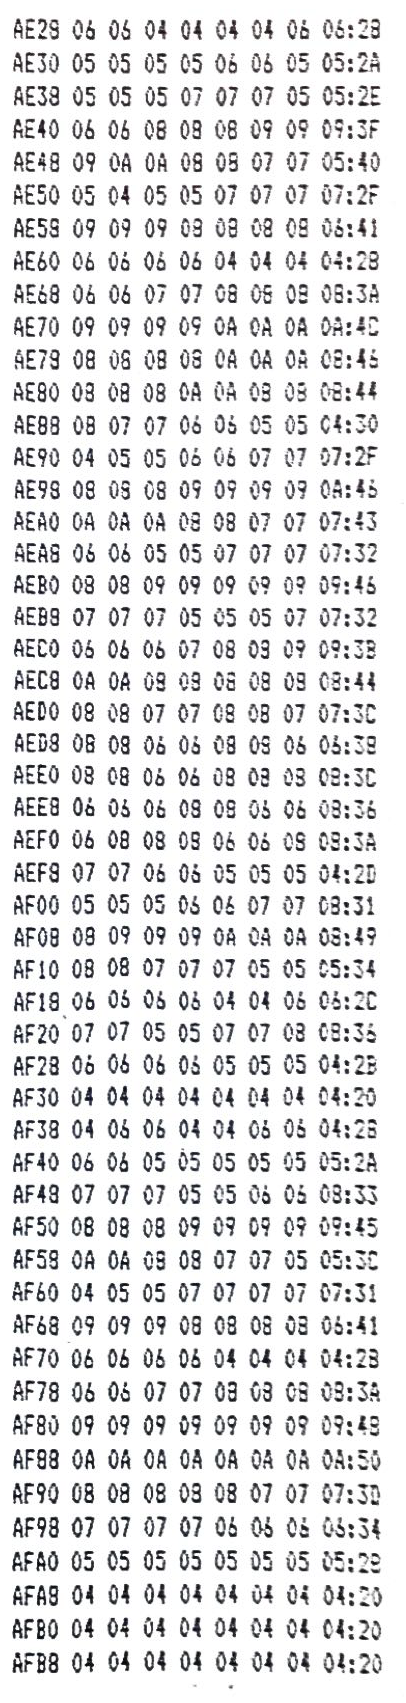 AE28 06 06 04 04 04 04 06 06:28
AE30 05 05 05 05 06 06 05 05:2A
AE38 05 05 05 07 07 07 05 05:2E
AE40 06 06 08 08 08 09 09 09:3F
AE48 09 0A 0A 08 08 07 07 05:40
AE50 05 04 05 05 07 07 07 07:2F
AE58 09 09 09 08 08 08 08 06:41
AE60 06 06 06 06 04 04 04 04:28
AE68 06 06 07 07 08 08 08 08:3A
AE70 09 09 09 09 0A 0A 0A 0A:4C
AE78 08 08 08 08 0A 0A 0A 08:46
AE80 08 08 08 0A 0A 08 08 08:44
AE88 08 07 07 06 06 05 05 04:30
AE90 04 05 05 06 06 07 07 07:2F
AE98 08 08 08 09 09 09 09 0A:46
AEA0 0A 0A 0A 08 08 07 07 07:43
AEA8 06 06 05 05 07 07 07 07:32
AEB0 08 08 09 09 09 09 09 09:46
AEB8 07 07 07 05 05 05 07 07:32
AEC0 06 06 06 07 08 08 09 09:3B
AEC8 0A 0A 08 08 08 08 08 08:44
AED0 08 08 07 07 08 08 07 07:3C
AED8 08 08 06 06 08 08 06 06:38
AEE0 08 08 06 06 08 08 08 08:3C
AEE8 06 06 06 08 08 06 06 08:36
AEF0 06 08 08 08 06 06 08 08:3A
AEF8 07 07 06 06 05 05 05 04:2D
AF00 05 05 05 06 06 07 07 08:31
AF08 08 09 09 09 0A 0A 0A 08:49
AF10 08 08 07 07 07 05 05 05:34
AF18 06 06 06 06 04 04 06 06:2C
AF20 07 07 05 05 07 07 08 08:36
AF28 06 06 06 06 05 05 05 04:2B
AF30 04 04 04 04 04 04 04 04:20
AF38 04 06 06 04 04 06 06 04:28
AF40 06 06 05 05 05 05 05 05:2A
AF48 07 07 07 05 05 06 06 08:33
AF50 08 08 08 09 09 09 09 09:45
AF58 0A 0A 08 08 07 07 05 05:3C
AF60 04 05 05 07 07 07 07 07:31
AF68 09 09 09 08 08 08 08 06:41
AF70 06 06 06 06 04 04 04 04:28
AF78 06 06 07 07 08 08 08 08:3A
AF80 09 09 09 09 09 09 09 09:48
AF88 0A 0A 0A 0A 0A 0A 0A 0A:50
AF90 08 08 08 08 08 07 07 07:3D
AF98 07 07 07 07 06 06 06 06:34
AFA0 05 05 05 05 05 05 05 05:28
AFA8 04 04 04 04 04 04 04 04:20
AFB0 04 04 04 04 04 04 04 04:20
AFB8 04 04 04 04 04 04 04 04:20